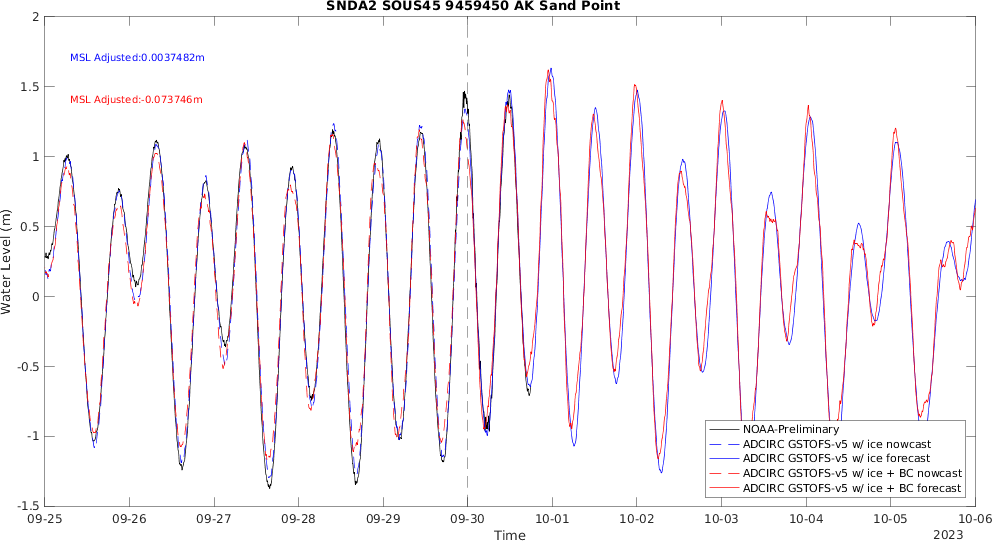 SNDA2 SOUS45 9459450 AK Sand Point
2
1.5
1
0.5
0
-0.5
-1
-1.5
Water Level (m)
MSL Adjusted:0.0037482m
MSL Adjusted:-0.073746m
NOAA-Preliminary
ADCIRC GSTOFS-v5 w/ ice nowcast
ADCIRC GSTOFS-v5 w/ ice forecast
ADCIRC GSTOFS-v5 w/ ice + BC nowcast
ADCIRC GSTOFS-v5 w/ ice + BC forecast
09-25 09-26 09-27 09-28 09-29 09-30 10-01 10-02 10-03 10-04 10-05 10-06
Time
2023